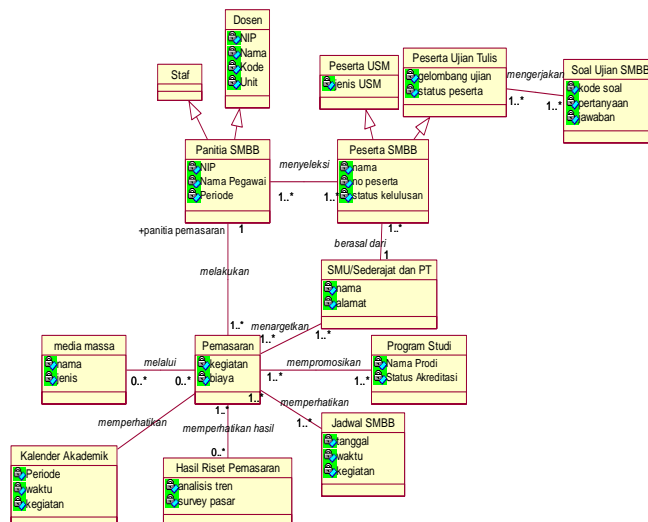 Dosen
NIP
Nama
Kode
Unit
Staf
Peserta USM
jenis USM
Peserta Ujian Tulis
gelombang ujian
status peserta
mengerjakan
1..*
1..*
Soal Ujian SMBB
kode soal
pertanyaan
jawaban
Panitia SMBB
NIP
Nama Pegawai
Periode
menyeleksi
1..*
1..*
Peserta SMBB
nama
no peserta
status kelulusan
+panitia pemasaran
1
1..*
melakukan
berasal dari
1
SMU/Sederajat dan PT
nama
alamat
1..*
menargetkan
1..*
1..*
media massa
nama
jenis
melalui
0..*
0..*
Pemasaran
kegiatan
biaya
mempromosikan
1..*
1..*
Program Studi
Nama Prodi
Status Akreditasi
memperhatikan
1..*
1..*
memperhatikan
1..*
memperhatikan hasil
0..*
Jadwal SMBB
tanggal
waktu
kegiatan
Kalender Akademik
Periode
waktu
kegiatan
Hasil Riset Pemasaran
analisis tren
survey pasar